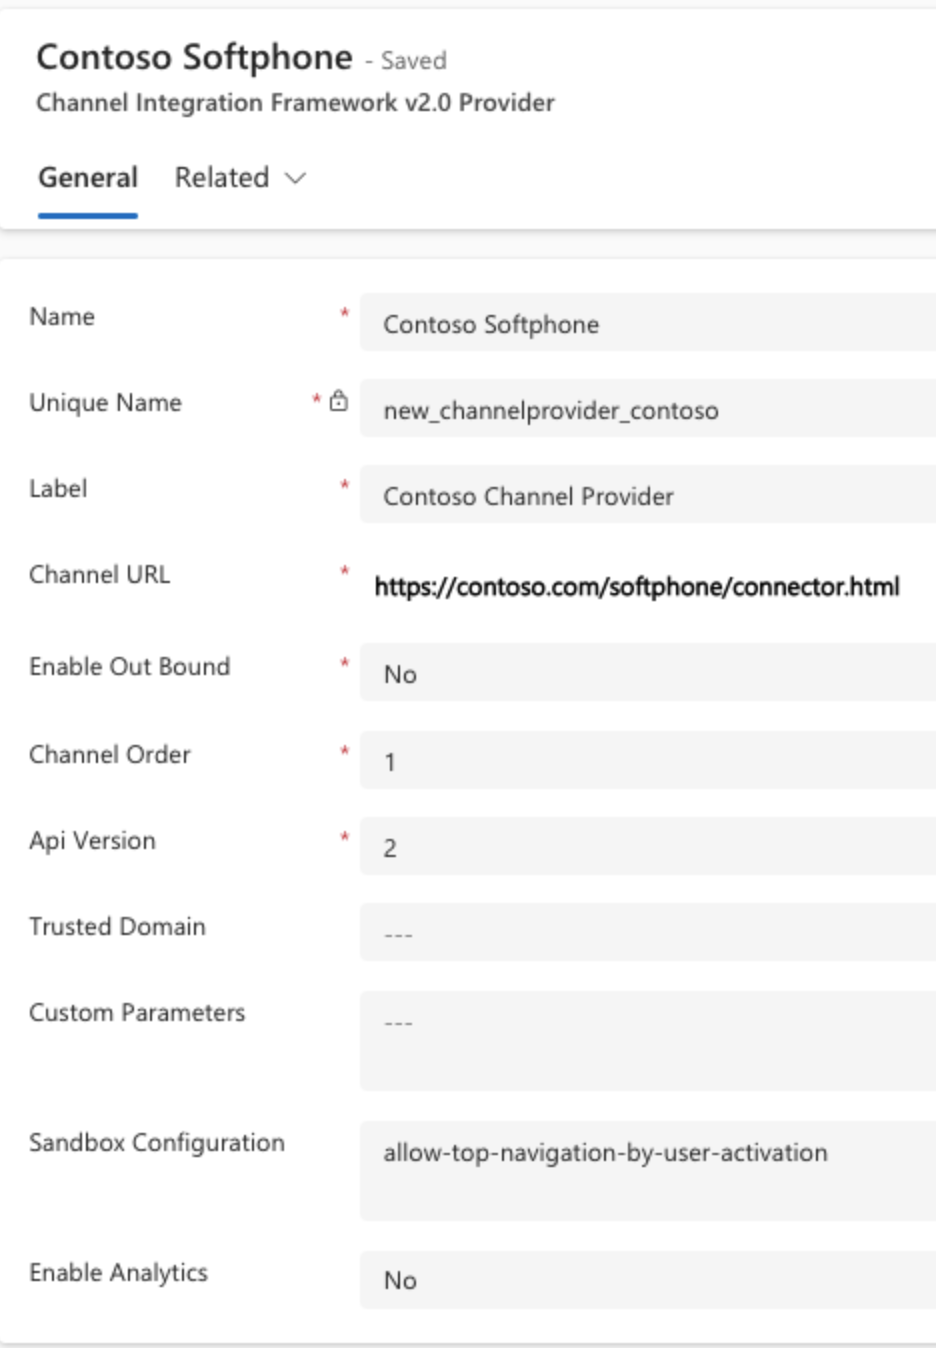 Contoso Softphone - Saved
Channel Integration Framework v2.0 Provider
General Related
Name * Contoso Softphone
Unique Name * new_channelprovider_contoso
Label * Contoso Channel Provider
Channel URL * https://contoso.com/softphone/connector.html
Enable Out Bound * No
Channel Order * 1
Api Version * 2
Trusted Domain ---
Custom Parameters ---
Sandbox Configuration allow-top-navigation-by-user-activation
Enable Analytics No